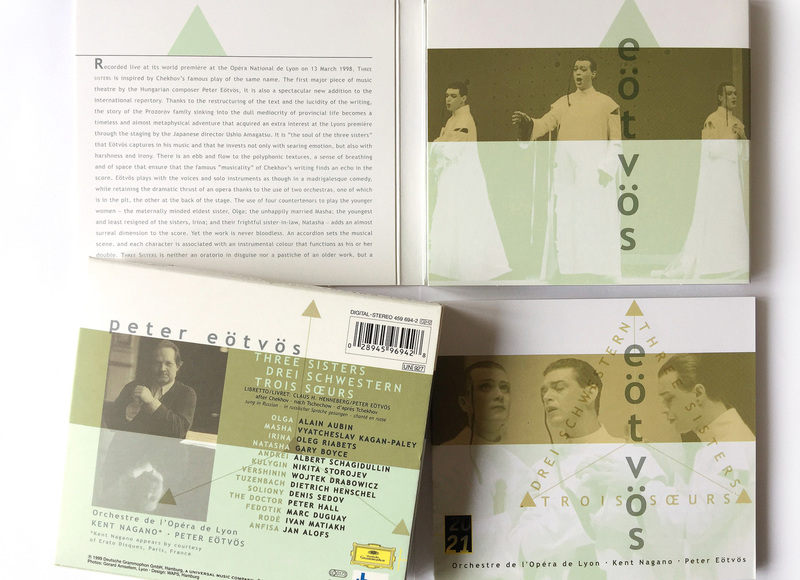 Recorded live at its world première at the Opéra National de Lyon on 13 March 1998, THREE
SISTERS is inspired by Chekhov's famous play of the same name. The first major piece of music
theatre by the Hungarian composer Peter Eötvös, it is also a spectacular new addition to the
international repertory. Thanks to the restructuring of the text and the lucidity of the writing,
the story of the Prozorov family sinking into the dull mediocrity of provincial life becomes a
timeless and almost metaphysical adventure that acquired an extra interest at the Lyons première
through the staging by the Japanese director Ushio Amagatsu. It is "the soul of the three sisters"
that Eötvös captures in his music and that he invests not only with searing emotion, but also with
harshness and irony. There is an ebb and flow to the polyphonic textures, a sense of breathing
and of space that ensure that the famous "musicality" of Chekhov's writing finds an echo in the
score. Eötvös plays with the voices and solo instruments as though in a madrigalesque comedy,
while retaining the dramatic thrust of an opera thanks to the use of two orchestras, one of which
is in the pit, the other at the back of the stage. The use of four countertenors to play the younger
women – the maternally minded eldest sister, Olga; the unhappily married Masha; the youngest
and least resigned of the sisters, Irina; and their frightful sister-in-law, Natasha – adds an almost
surreal dimension to the score. Yet the work is never bloodless. An accordion sets the musical
scene, and each character is associated with an instrumental colour that functions as his or her
double. THREE SISTERS is neither an oratorio in disguise nor a pastiche of an older work, but a
eötvös
peter eötvös
DIGITAL-STEREO 459 694-2
0 28945 96942 8
UNI 927
THREE SISTERS
DREI SCHWESTERN
TROIS SŒURS
LIBRETTO/LIVRET: CLAUS H. HENNEBERG/PETER EÖTVÖS
after Chekhov · nach Tschechow · d'après Tchekhov
sung in Russian · in russischer Sprache gesungen · chanté en russe
OLGA ALAIN AUBIN
MASHA VYATCHESLAV KAGAN-PALEY
IRINA OLEG RIABETS
NATASHA GARY BOYCE
ANDREI ALBERT SCHAGIDULLIN
KULYGIN NIKITA STOROJEV
VERSHININ WOJTEK DRABOWICZ
TUZENBACH DIETRICH HENSCHEL
SOLIONY DENIS SEDOV
THE DOCTOR PETER HALL
FEDOTIK MARC DUGUAY
RODÉ IVAN MATIAKH
ANFISA JAN ALOFS
Orchestre de l'Opéra de Lyon
KENT NAGANO* · PETER EÖTVÖS
*Kent Nagano appears by courtesy
of Erato Disques, Paris, France
© 1999 Deutsche Grammophon GmbH, Hamburg
Photos: Gerard Amsellem, Lyon · Design: WAPS, Hamburg
A UNIVERSAL MUSIC COMPANY
Deutsche
Grammophon
DREI SCHWESTERN
THREE SISTERS
TROIS SŒURS
eötvös
20
21
Orchestre de l'Opéra de Lyon · Kent Nagano · Peter Eötvös